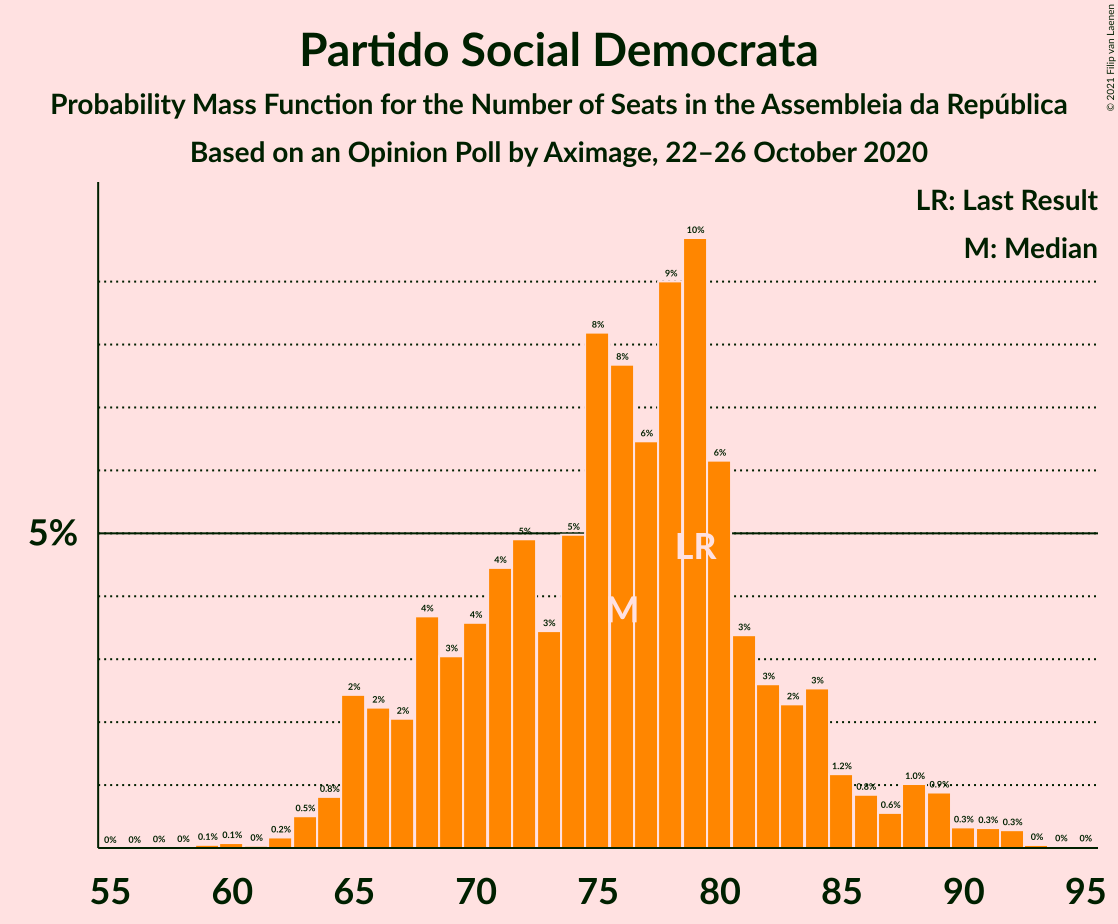 Partido Social Democrata
Probability Mass Function for the Number of Seats in the Assembleia da República
Based on an Opinion Poll by Aximage, 22–26 October 2020
© 2021 Filip van Laenen
LR: Last Result
M: Median
5%
0% 0% 0% 0% 0.1% 0.1% 0% 0.2% 0.5% 0.8% 2% 2% 2% 4% 3% 4% 4% 5% 3% 5% 8% 8% 6% 9% 10% 6% 3% 3% 2% 3% 1.2% 0.8% 0.6% 1.0% 0.9% 0.3% 0.3% 0.3% 0% 0% 0%
LR
M
55 60 65 70 75 80 85 90 95